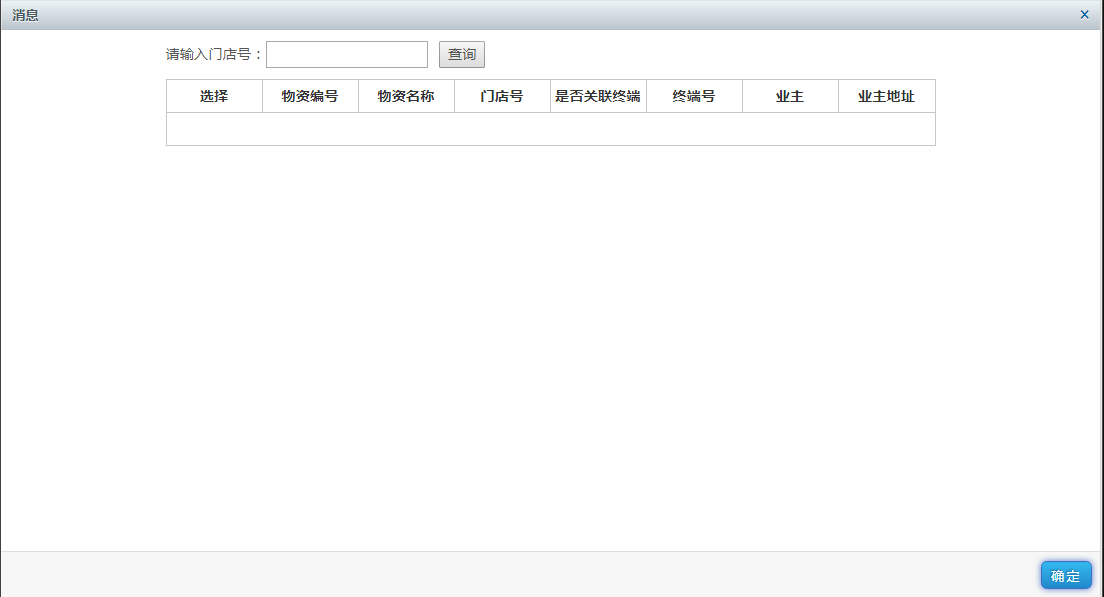 消息
请输入门店号：
查询
选择 物资编号 物资名称 门店号 是否关联终端 终端号 业主 业主地址
确定